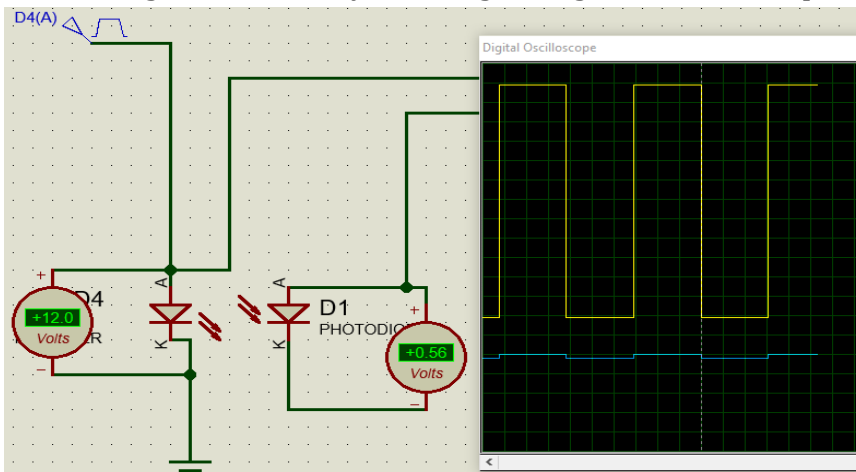 D4(A)
Digital Oscilloscope
A
A
+
D4
D1
+
+12.0
PHOTODIO
Volts
R
K
K
+0.56
Volts
−
−
<